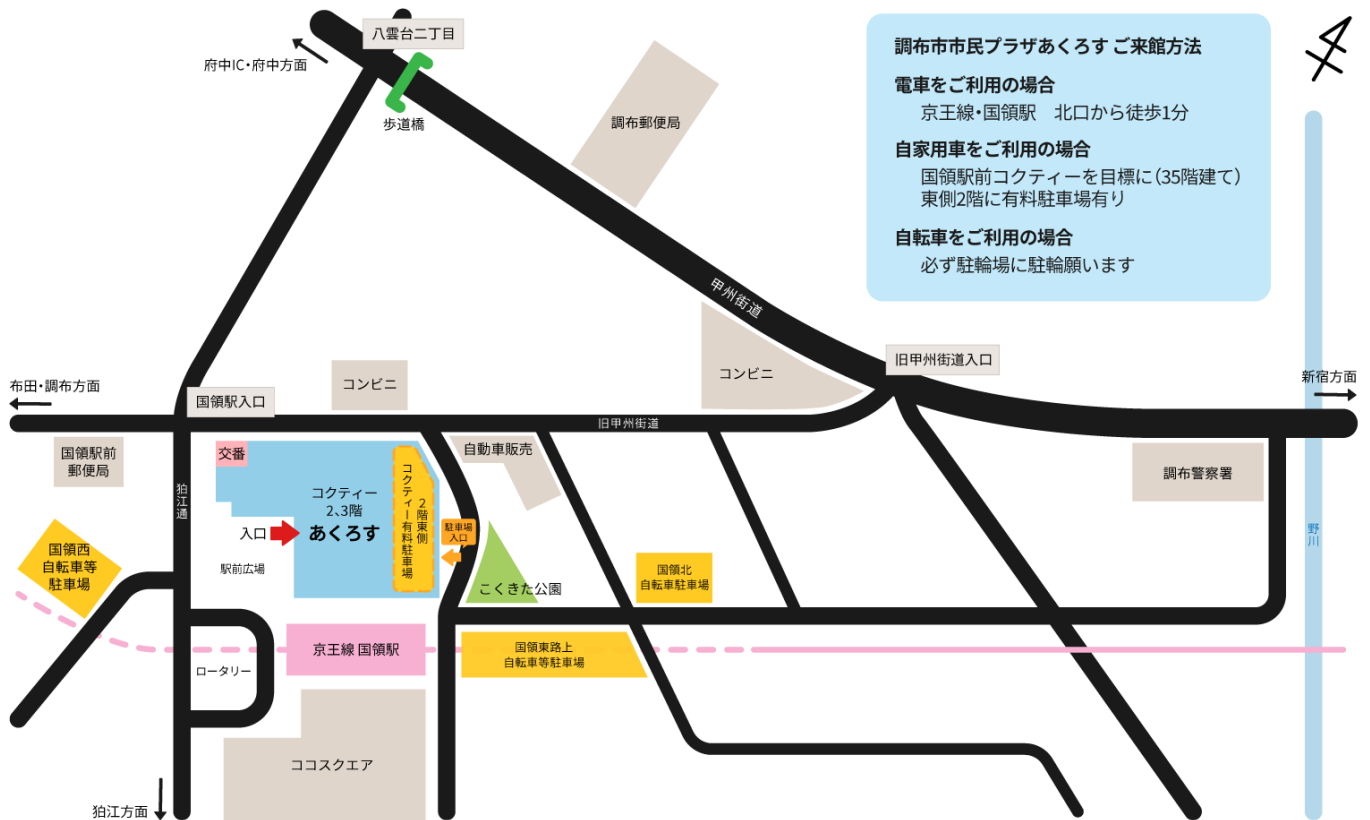 八雲台二丁目
府中IC・府中方面
歩道橋
調布郵便局
調布市市民プラザあくろす ご来館方法
電車をご利用の場合
京王線・国領駅　北口から徒歩1分
自家用車をご利用の場合
国領駅前コクティーを目標に（35階建て）
東側2階に有料駐車場有り
自転車をご利用の場合
必ず駐輪場に駐輪願います
甲州街道
旧甲州街道入口
新宿方面
コンビニ
コンビニ
布田・調布方面
国領駅入口
旧甲州街道
国領駅前
郵便局
交番
狛江通
コクティー
2、3階
あくろす
入口
駅前広場
２階東側
コクティー有料駐車場
駐車場
入口
自動車販売
こくきた公園
国領北
自転車駐車場
調布警察署
野川
国領西
自転車等
駐車場
京王線 国領駅
国領東路上
自転車等駐車場
ロータリー
ココスクエア
狛江方面